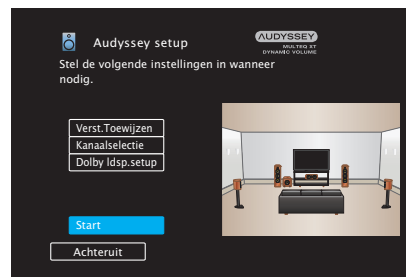 Audyssey setup
AUDYSSEY
MULTEQ XT
DYNAMIC VOLUME
Stel de volgende instellingen in wanneer
nodig.
Verst.Toewijzen
Kanaalselectie
Dolby ldsp.setup
Start
Achteruit